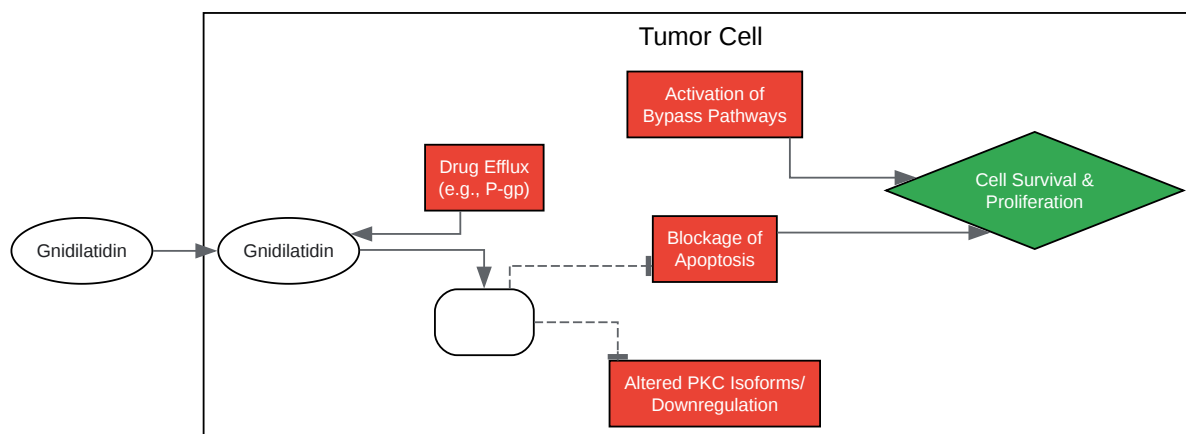 Tumor Cell
Activation of
Bypass Pathways
Drug Efflux
(e.g., P-gp)
Cell Survival &
Proliferation
Gnidilatidin
Gnidilatidin
Blockage of
Apoptosis
Altered PKC Isoforms/
Downregulation